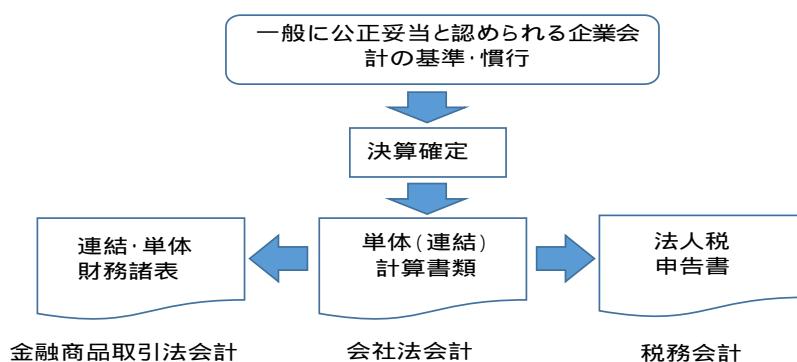 一般に公正妥当と認められる企業会
計の基準・慣行
決算確定
連結・単体
財務諸表
単体(連結)
計算書類
法人税
申告書
金融商品取引法会計
会社法会計
税務会計